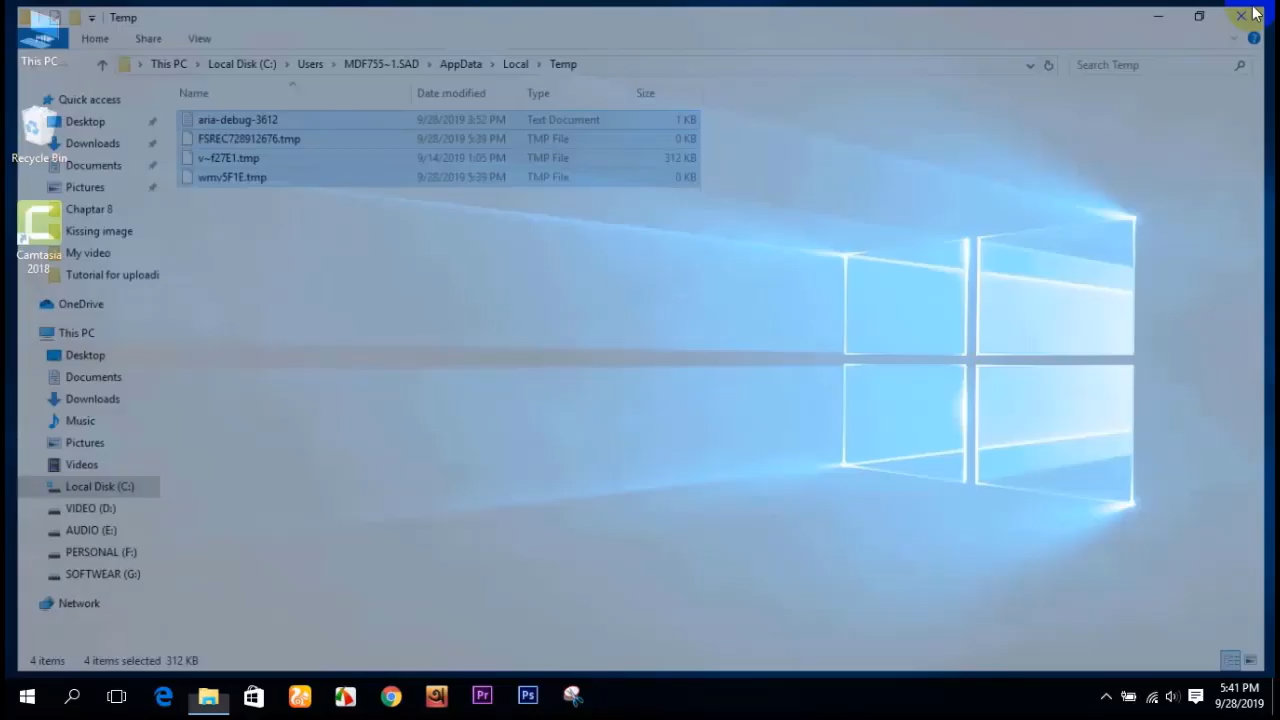 Temp
File
Home
Share
View
This PC
Local Disk (C:)
Users
MDF755~1.SAD
AppData
Local
Temp
Search Temp
Name
Date modified
Type
Size
aria-debug-3612
9/28/2019 3:52 PM
Text Document
1 KB
FSREC728912676.tmp
9/28/2019 5:39 PM
TMP File
0 KB
v~f27E1.tmp
9/14/2019 1:05 PM
TMP File
312 KB
wmv5F1E.tmp
9/28/2019 5:39 PM
TMP File
0 KB
This PC
Recycle Bin
Camtasia
2018
Quick access
Desktop
Downloads
Documents
Pictures
Chaptar 8
Kissing image
My video
Tutorial for uploadi
OneDrive
This PC
Desktop
Documents
Downloads
Music
Pictures
Videos
Local Disk (C:)
VIDEO (D:)
AUDIO (E:)
PERSONAL (F:)
SOFTWEAR (G:)
Network
4 items
4 items selected 312 KB
Pr
Ps
5:41 PM
9/28/2019